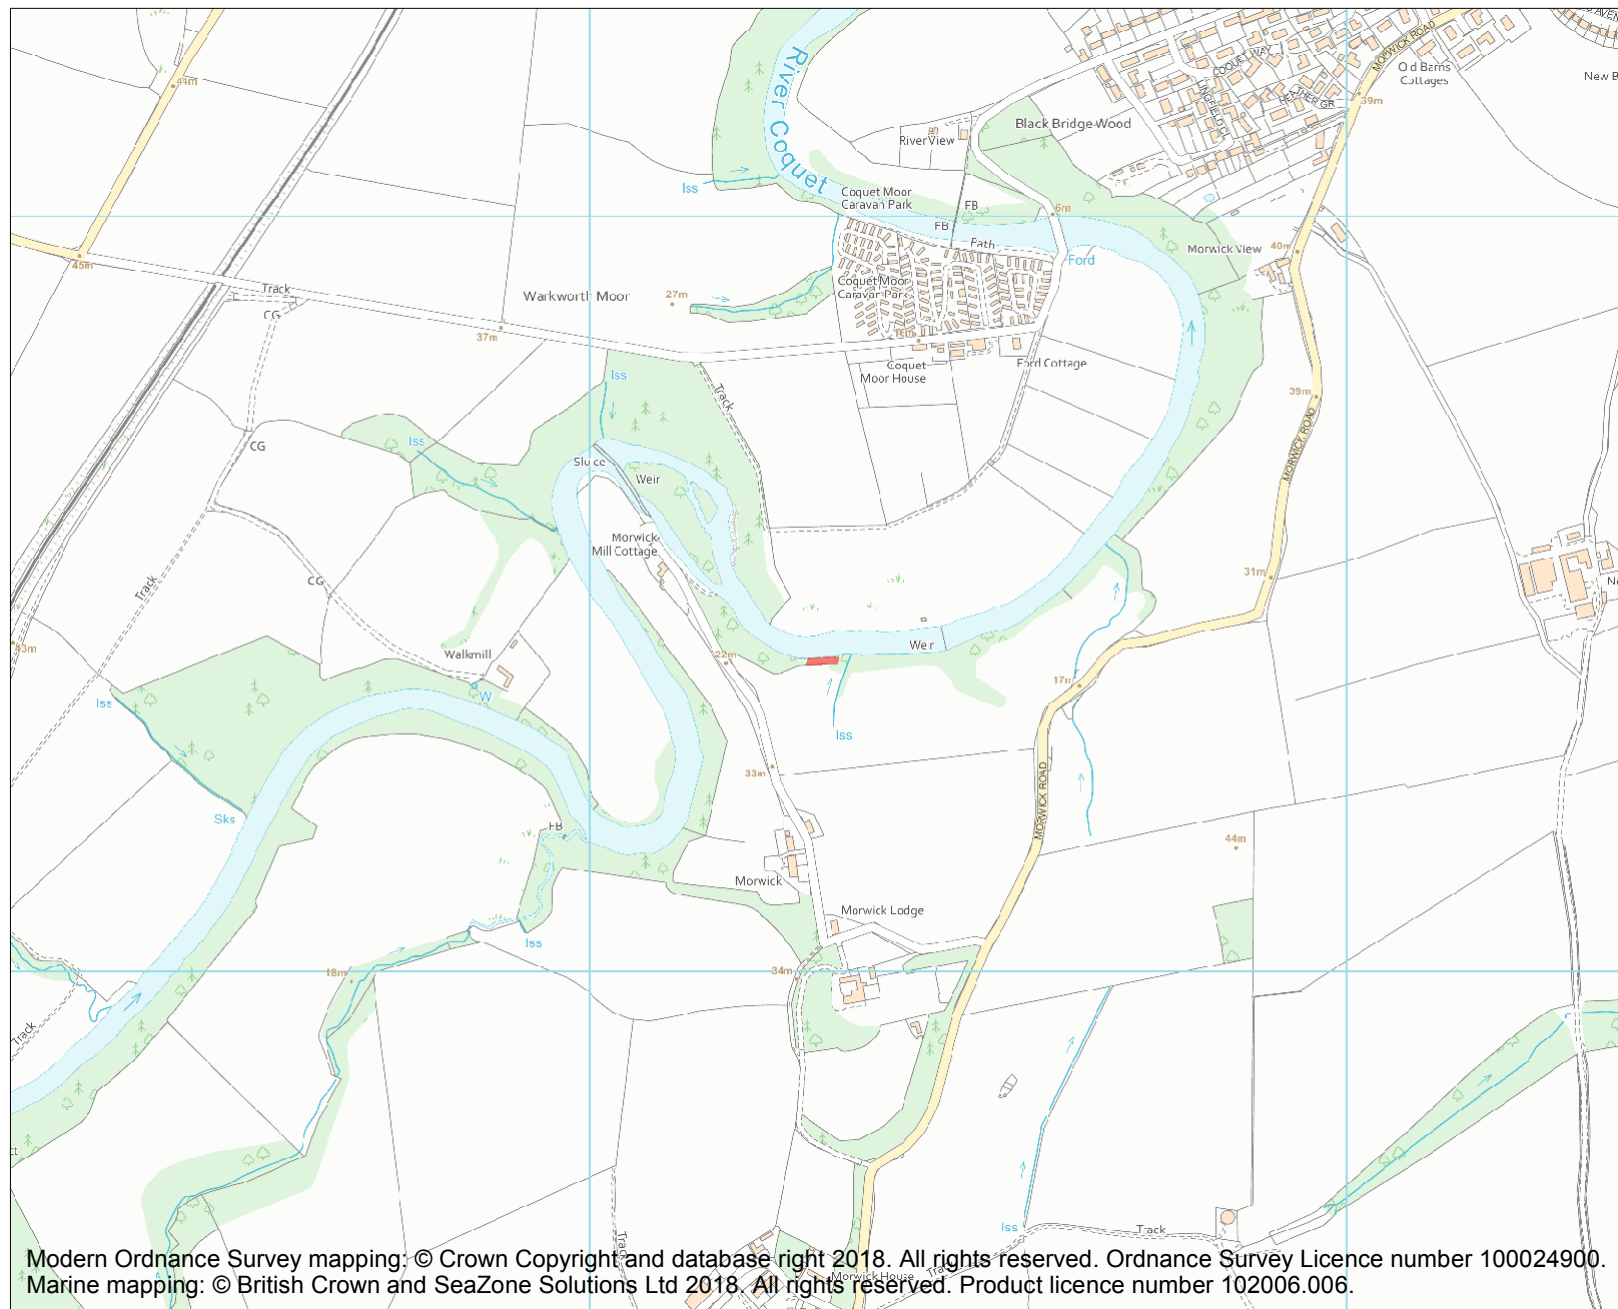 MORWICK ROAD
Old Barns
Cottages
COQUET WAY
44m
39m
River Coquet
Black Bridge Wood
River View
Iss
Coquet Moor
Caravan Park
FB
6m
FB
Path
Ford
Morwick View
40m
45m
Track
CG
Warkworth Moor
27m
Coquet Moor
Caravan Park
37m
Coquet
Moor House
Ford Cottage
Iss
Track
39m
MORWICK ROAD
CG
Iss
Sluice
Weir
Morwick
Mill Cottage
CG
Track
31m
Walkmill
22m
Weir
17m
Iss
W
Iss
33m
MORWICK ROAD
Sks
FB
44m
Morwick
Morwick Lodge
Iss
18m
34m
Track
Iss
Track
Track
Morwick House
Track
Modern Ordnance Survey mapping: © Crown Copyright and database right 2018. All rights reserved. Ordnance Survey Licence number 100024900.
Marine mapping: © British Crown and SeaZone Solutions Ltd 2018. All rights reserved. Product licence number 102006.006.